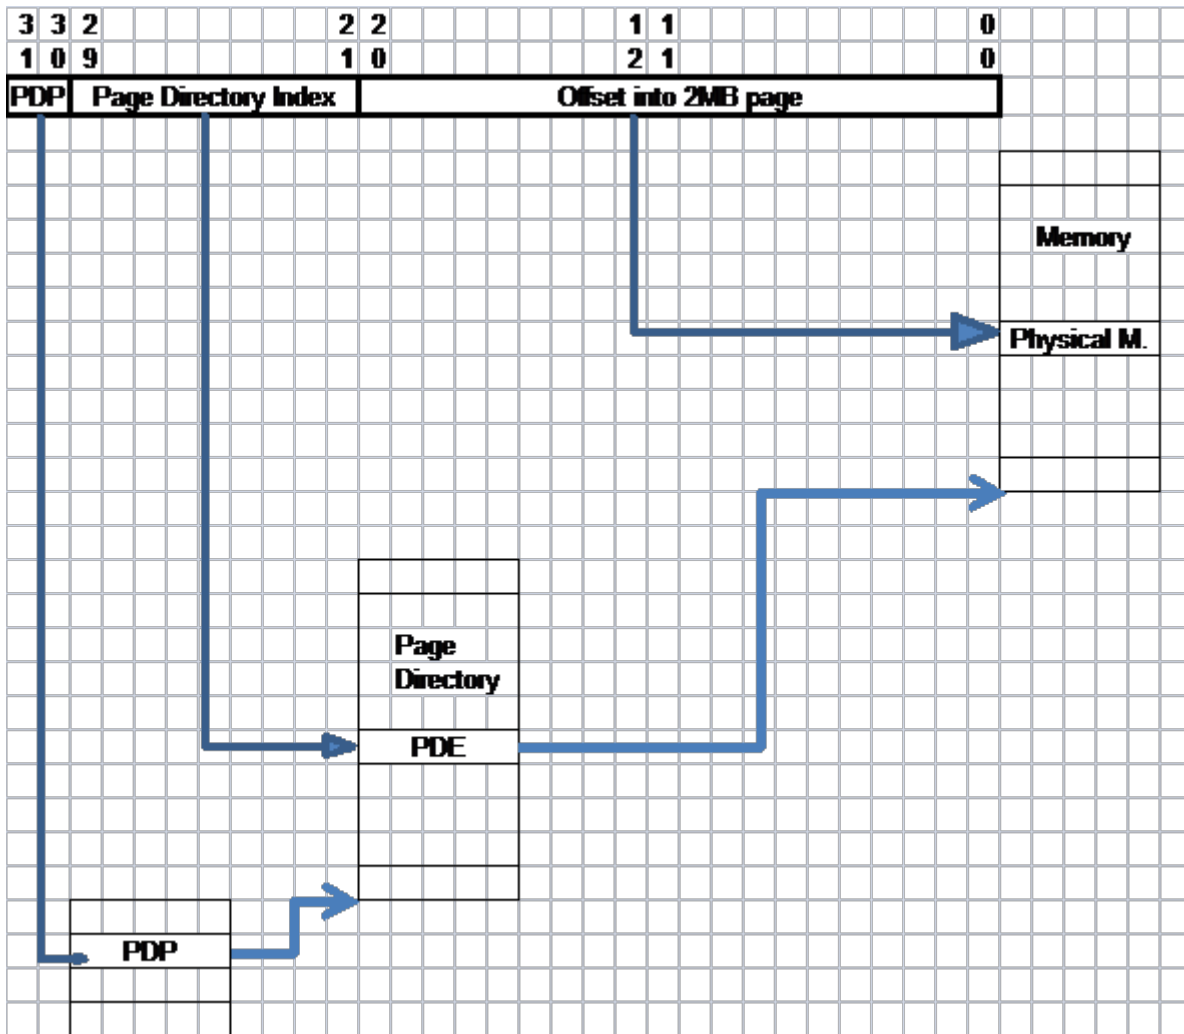 3 3 2 2 2 1 1 0
1 0 9 1 0 2 1 0
PDP Page Directory Index Offset into 2MB page
Memory
Physical M.
Page
Directory
PDE
PDP